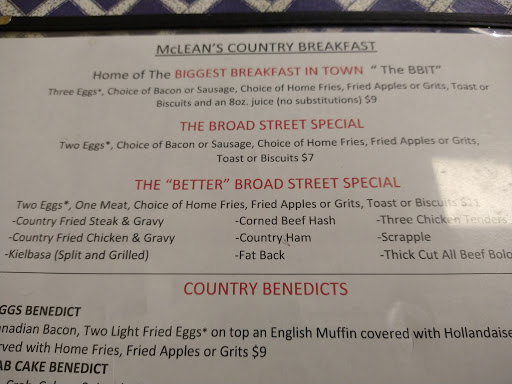 McLEAN'S COUNTRY BREAKFAST
Home of The BIGGEST BREAKFAST IN TOWN " The BBIT"
Three Eggs*, Choice of Bacon or Sausage, Choice of Home Fries, Fried Apples or Grits, Toast or
Biscuits and an 8oz. juice (no substitutions) $9
THE BROAD STREET SPECIAL
Two Eggs*, Choice of Bacon or Sausage, Choice of Home Fries, Fried Apples or Grits,
Toast or Biscuits $7
THE "BETTER" BROAD STREET SPECIAL
Two Eggs*, One Meat, Choice of Home Fries, Fried Apples or Grits, Toast or Biscuits $11
-Country Fried Steak & Gravy -Corned Beef Hash -Three Chicken Tenders
-Country Fried Chicken & Gravy -Country Ham -Scrapple
-Kielbasa (Split and Grilled) -Fat Back -Thick Cut All Beef Bolo
COUNTRY BENEDICTS
GGS BENEDICT
anadian Bacon, Two Light Fried Eggs* on top an English Muffin covered with Hollandaise
rved with Home Fries, Fried Apples or Grits $9
AB CAKE BENEDICT